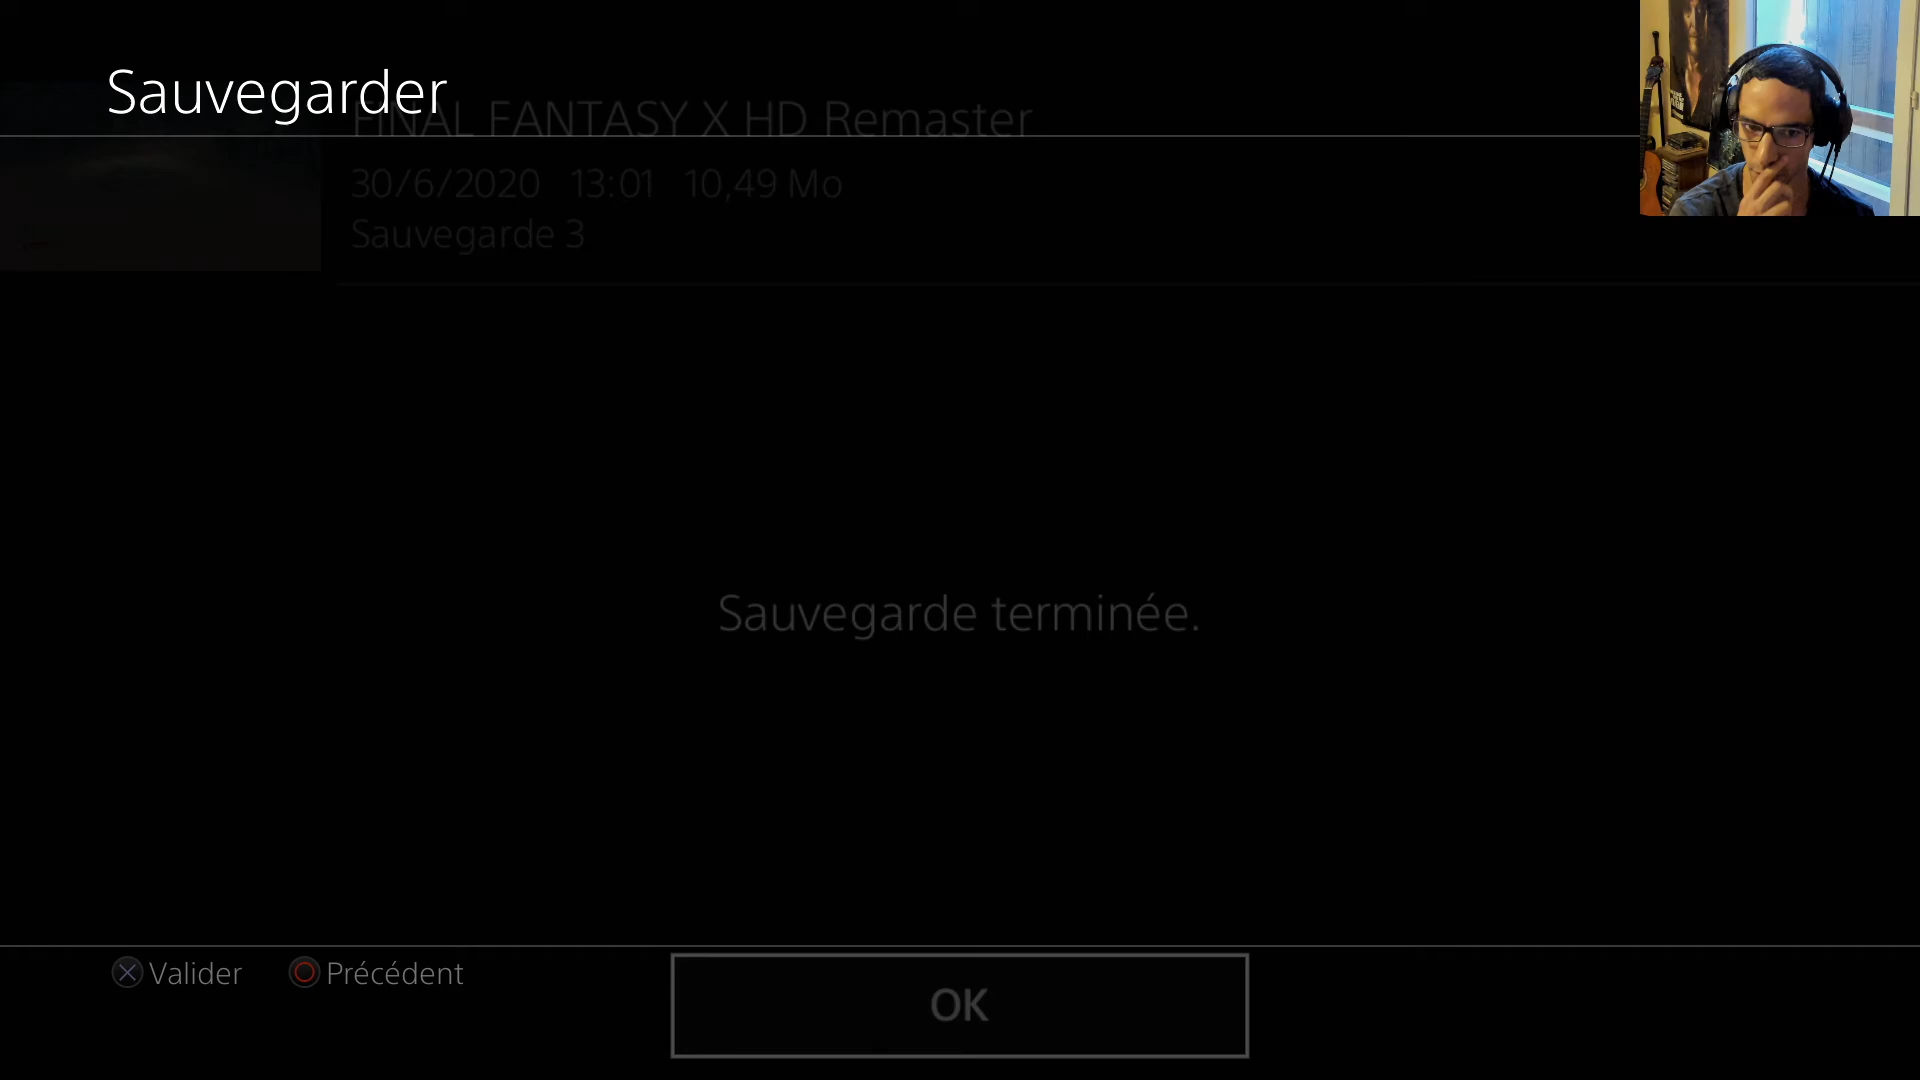 Sauvegarder
FINAL FANTASY X HD Remaster
30/6/2020 13:01 10,49 Mo
Sauvegarde 3
Sauvegarde terminée.
Valider Précédent
OK